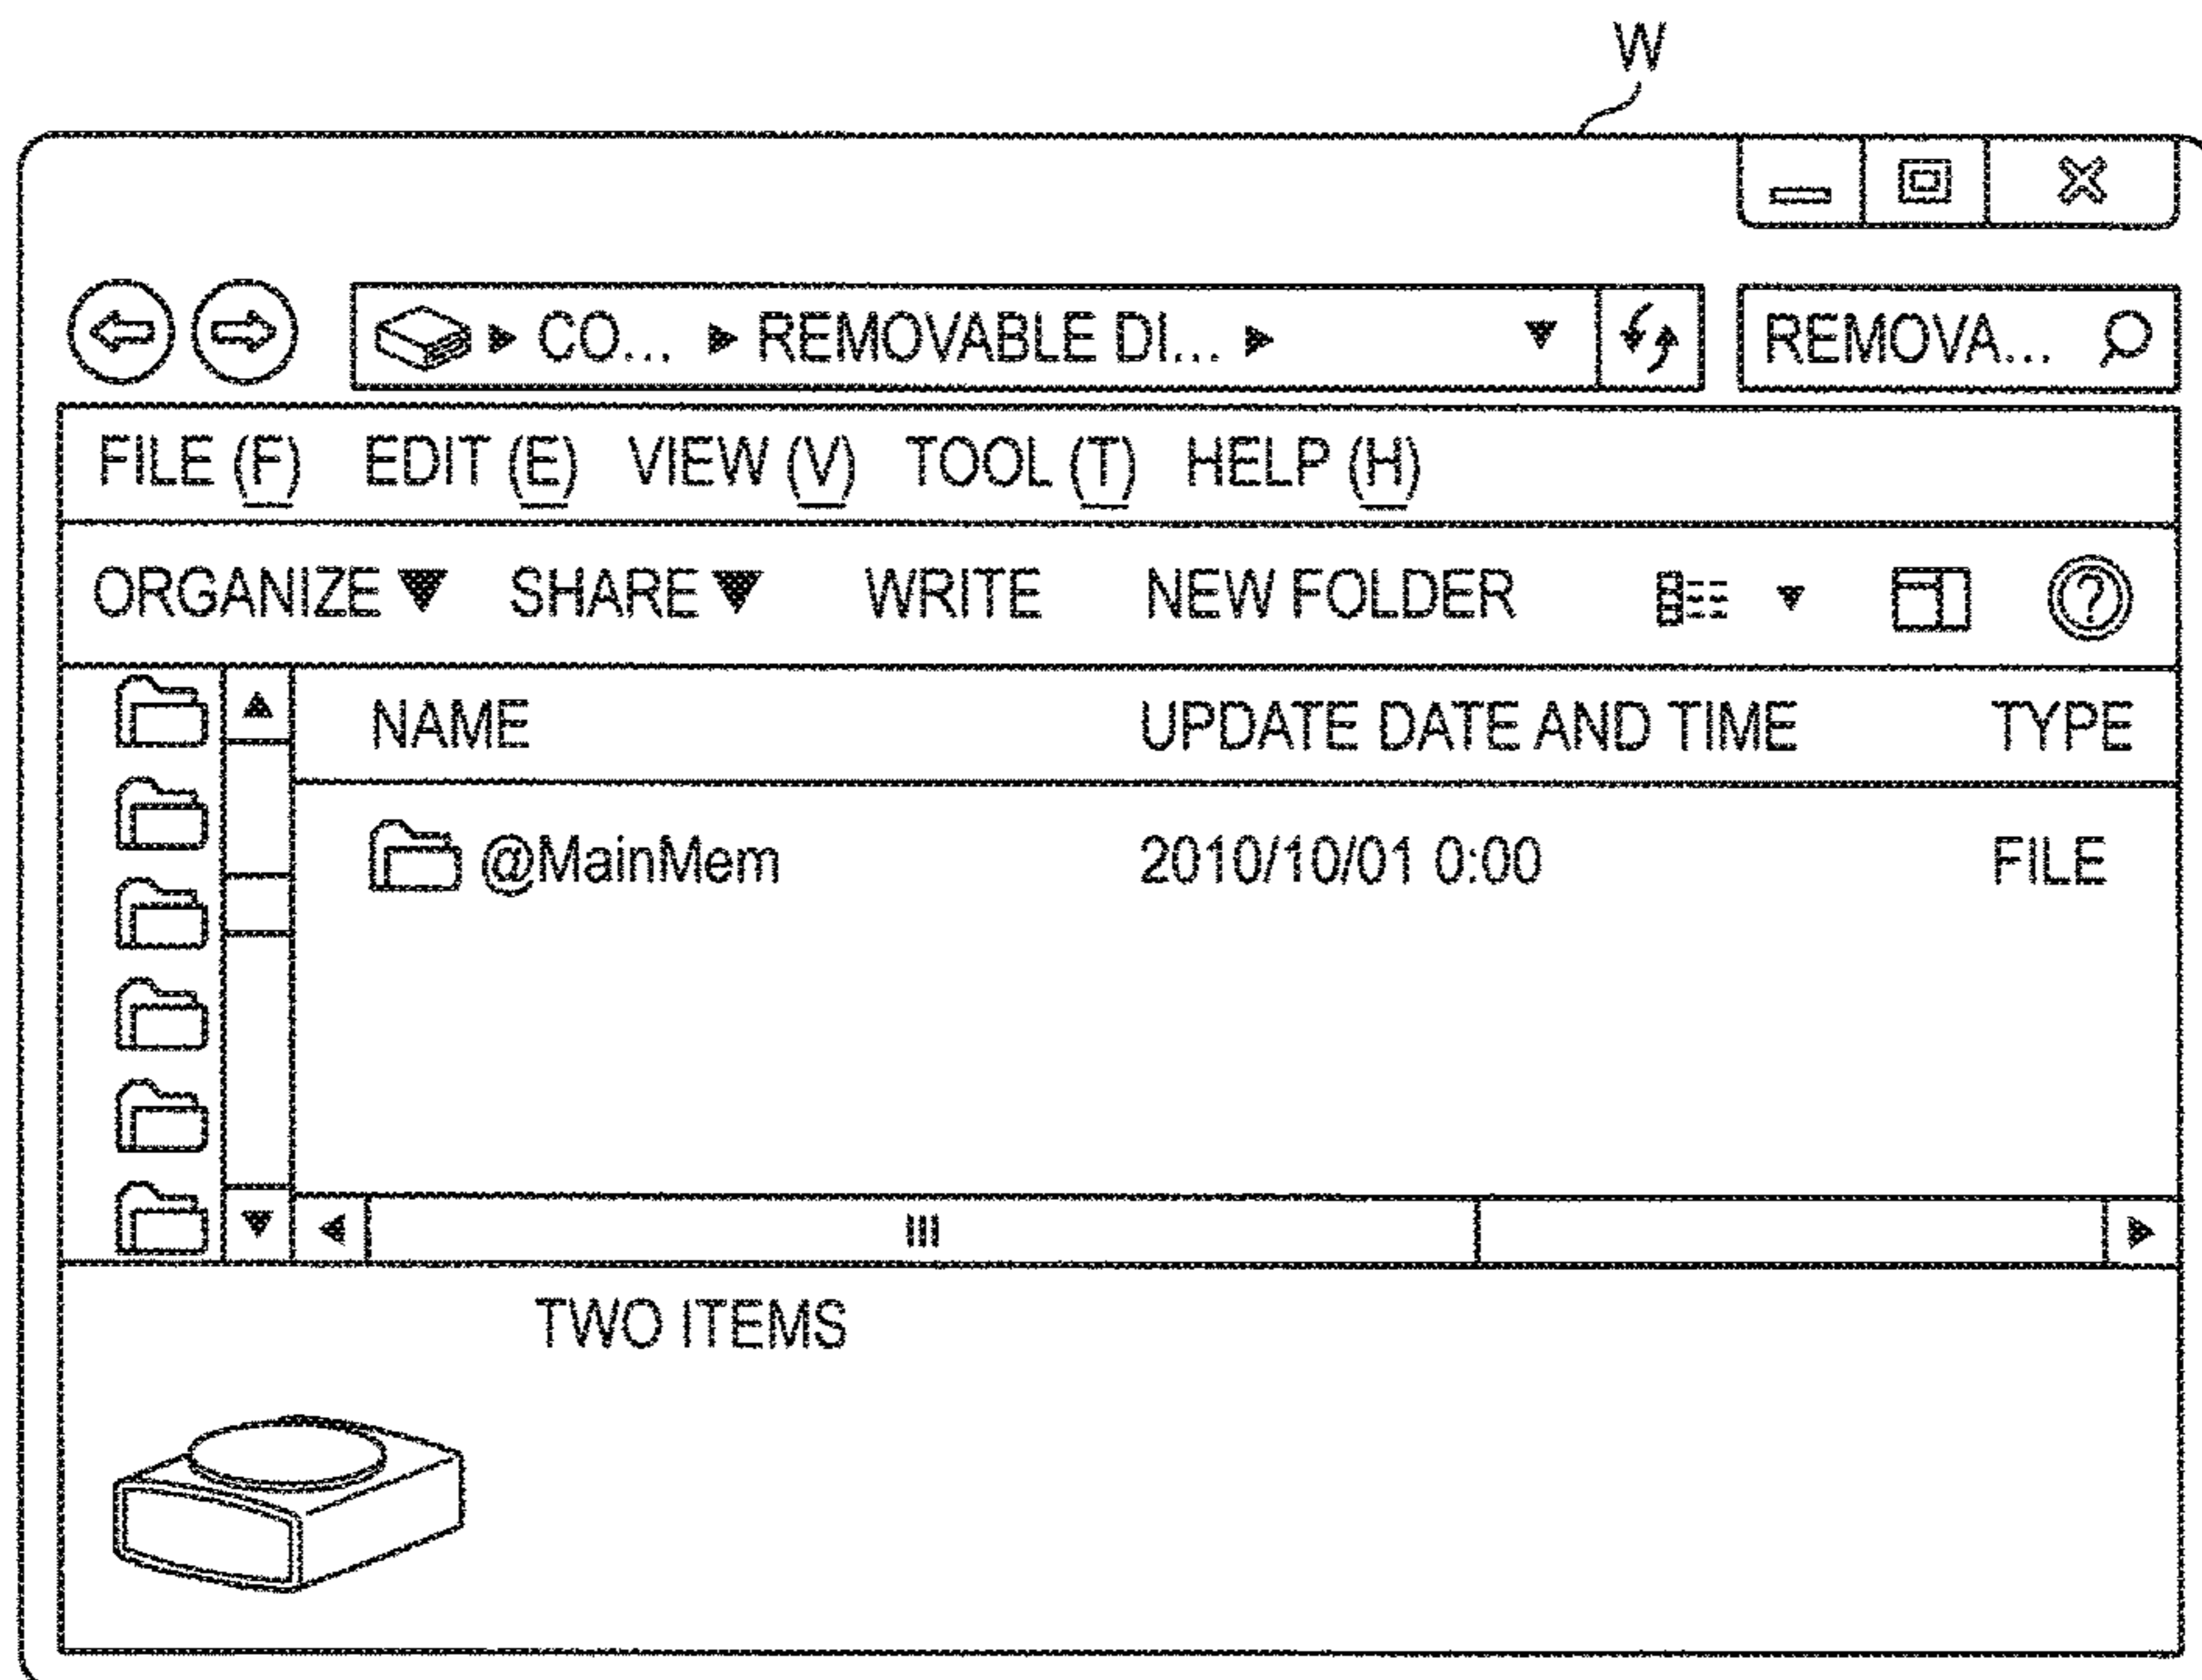 W
CO... REMOVABLE DI... REMOVA...
FILE (F) EDIT (E) VIEW (V) TOOL (T) HELP (H)
ORGANIZE SHARE WRITE NEW FOLDER ?
NAME UPDATE DATE AND TIME TYPE
@MainMem 2010/10/01 0:00 FILE
TWO ITEMS